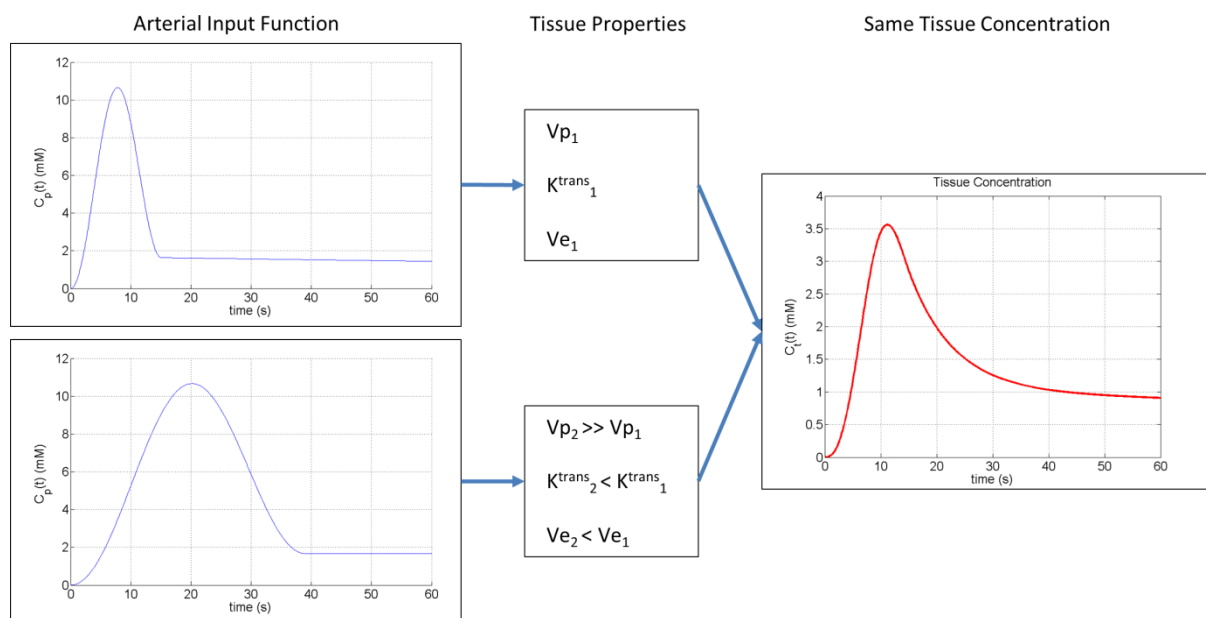 Arterial Input Function
Tissue Properties
Same Tissue Concentration
12
10
8
6
4
2
0
C_p(t) (mM)
0 10 20 30 40 50 60
time (s)
Vp₁
K^trans₁
Ve₁
12
10
8
6
4
2
0
C_p(t) (mM)
0 10 20 30 40 50 60
time (s)
Vp₂ >> Vp₁
K^trans₂ < K^trans₁
Ve₂ < Ve₁
Tissue Concentration
4
3.5
3
2.5
2
1.5
1
0.5
0
C_t(t) (mM)
0 10 20 30 40 50 60
time (s)